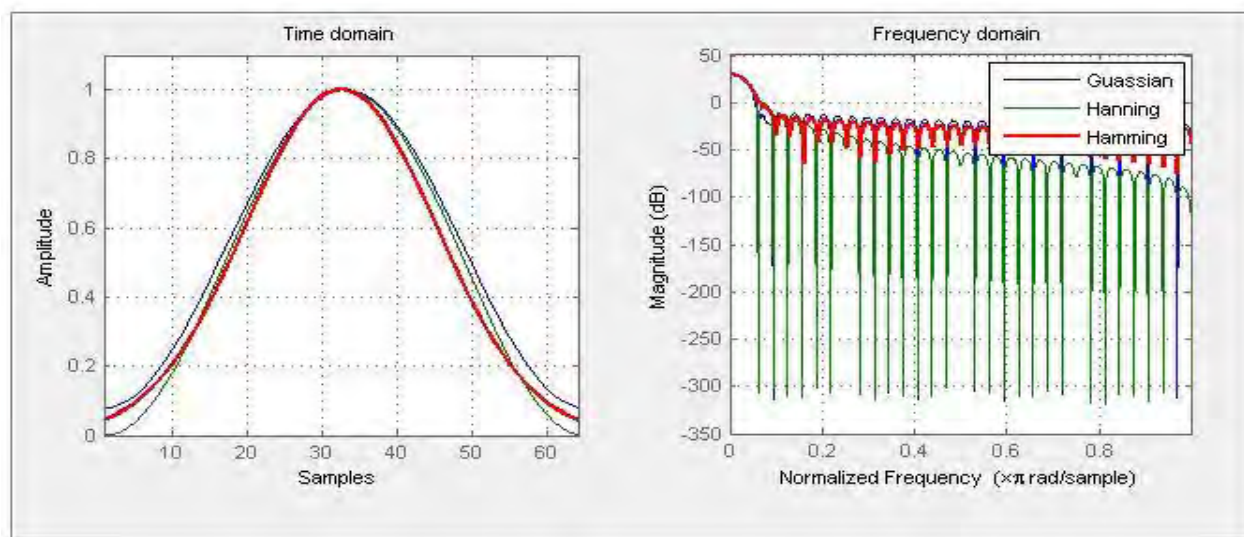 Time domain
1
0.8
0.6
0.4
0.2
0
10 20 30 40 50 60
Amplitude
Samples
Frequency domain
50
0
-50
-100
-150
-200
-250
-300
-350
0 0.2 0.4 0.6 0.8
Magnitude (dB)
Normalized Frequency (×π rad/sample)
Guassian
Hanning
Hamming